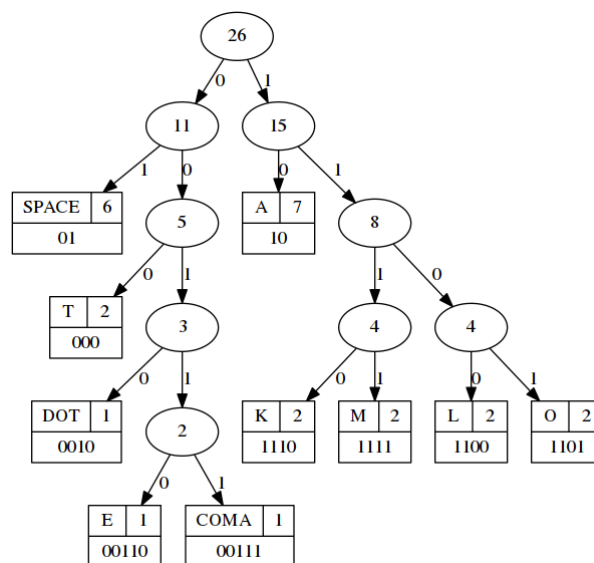 26
0 1
11 15
1 0 0 1
SPACE 6
01
5
A 7
10
8
0 1 1 0
T 2
000
3
4
4
0 1 0 1 0 1
DOT 1
0010
2
K 2
1110
M 2
1111
L 2
1100
O 2
1101
0 1
E 1
00110
COMA 1
00111